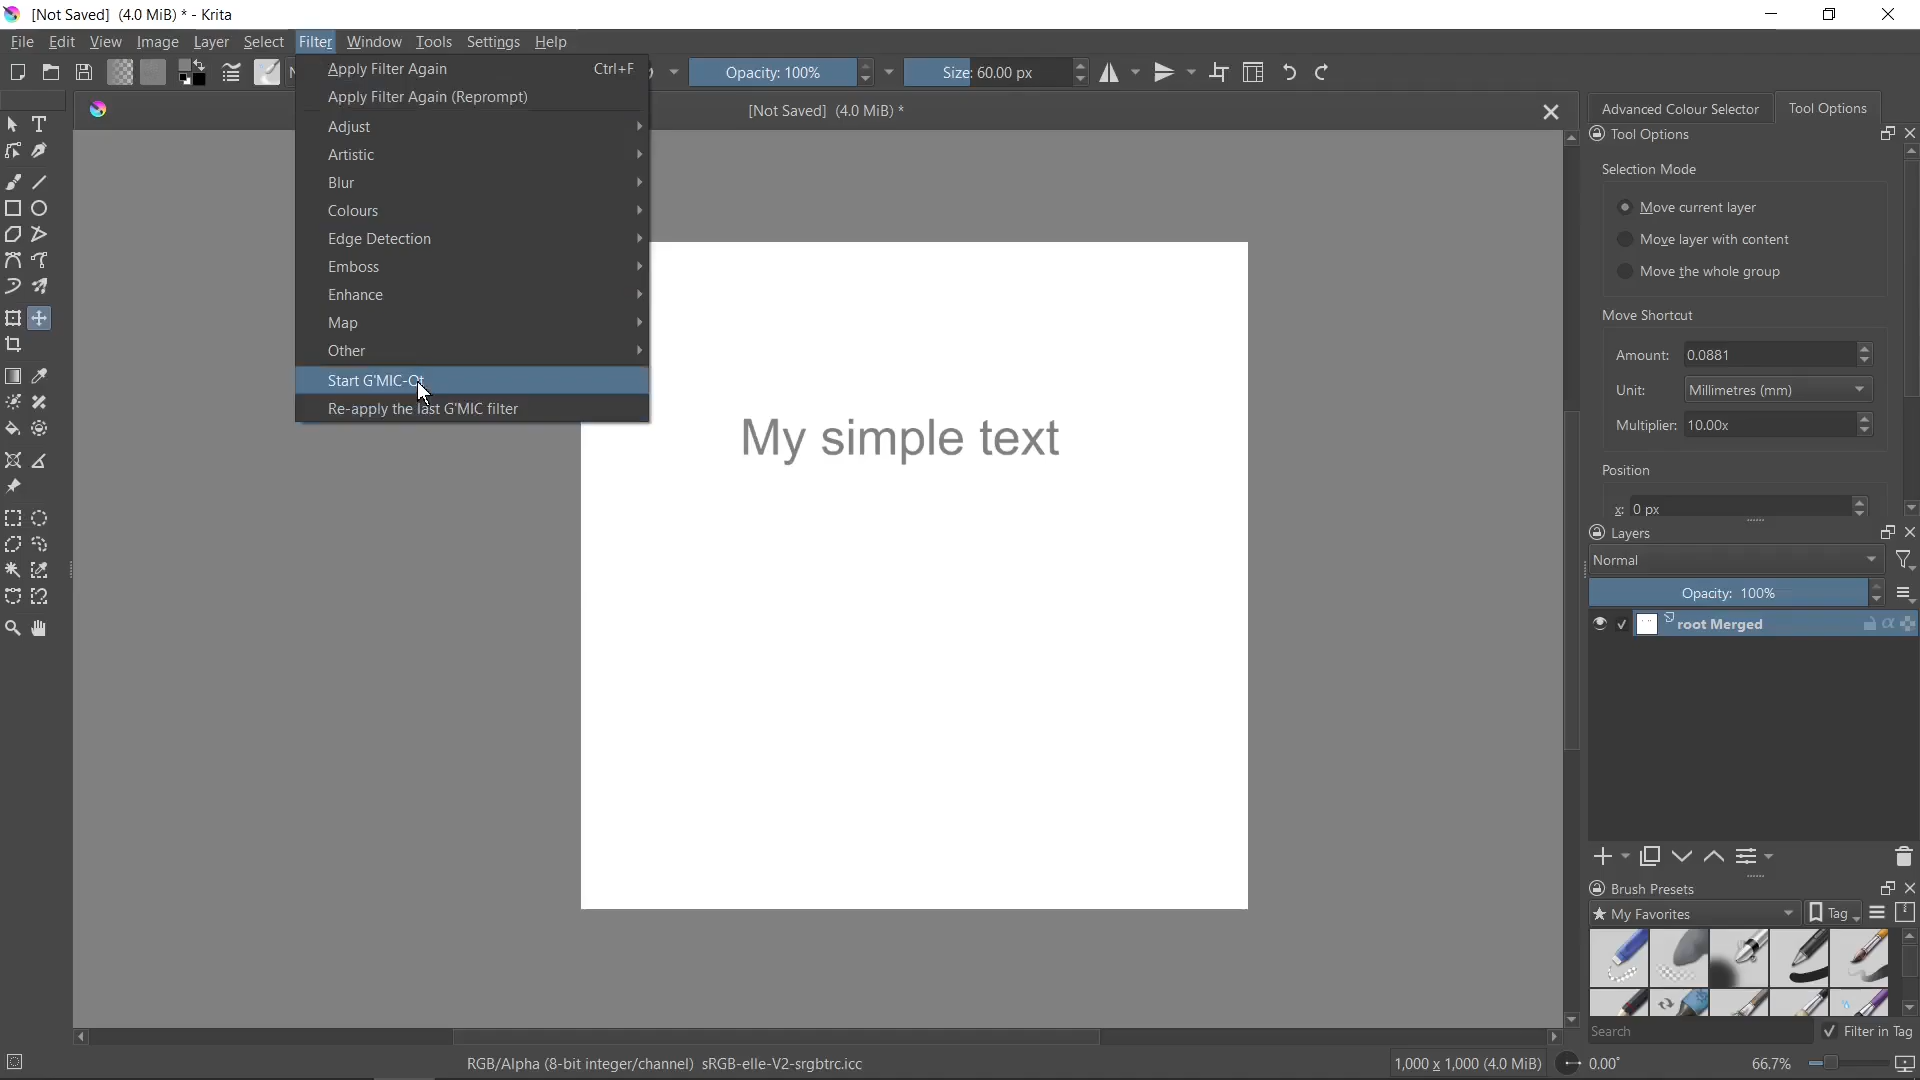 [Not Saved] (4.0 MiB) * - Krita
File Edit View Image Layer Select Filter Window Tools Settings Help
Apply Filter Again Ctrl+F
Opacity: 100%
Size: 60.00 px
Apply Filter Again (Reprompt)
[Not Saved] (4.0 MiB) *
Adjust
Artistic
Blur
Colours
Edge Detection
Emboss
Enhance
Map
Other
Start G'MIC-Qt
Re-apply the last G'MIC filter
My simple text
Advanced Colour Selector
Tool Options
Tool Options
Selection Mode
Move current layer
Move layer with content
Move the whole group
Move Shortcut
Amount: 0.0881
Unit: Millimetres (mm)
Multiplier: 10.00x
Position
x: 0 px
Layers
Normal
Opacity: 100%
root Merged
Brush Presets
★ My Favorites
Tag
Search
Filter in Tag
RGB/Alpha (8-bit integer/channel) sRGB-elle-V2-srgbtrc.icc
1,000 x 1,000 (4.0 MiB)
0.00°
66.7%